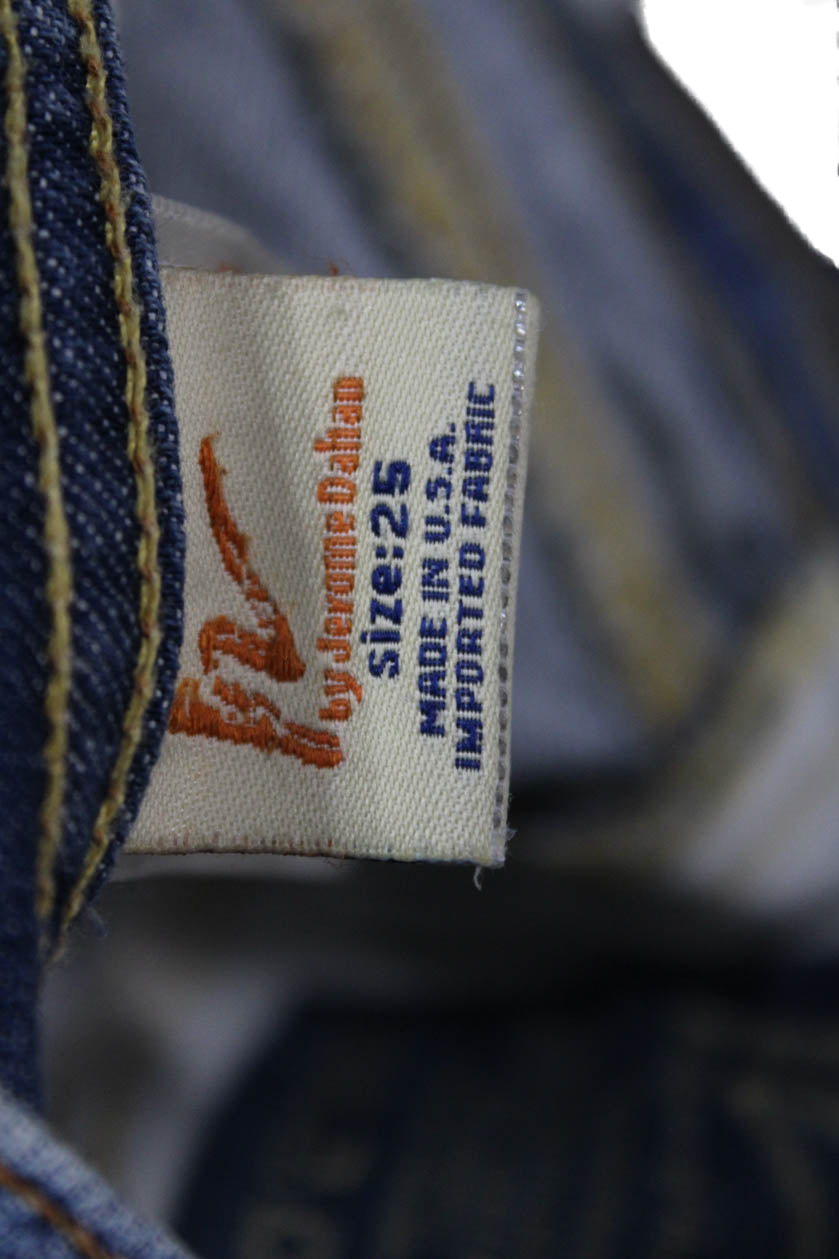 by Jerome Dahan
size:25
MADE IN U.S.A.
IMPORTED FABRIC